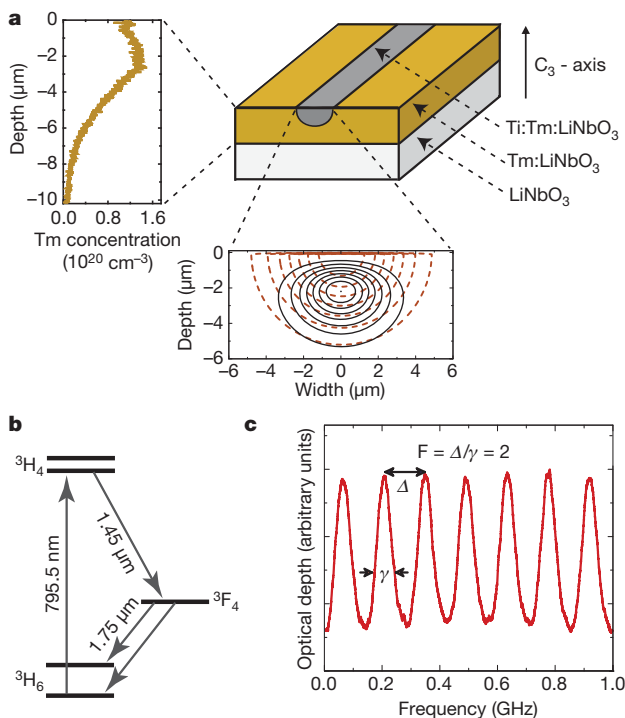 a
0
−2
−4
−6
−8
−10
Depth (μm)
0.0 0.8 1.6
Tm concentration
(10²⁰ cm⁻³)
C₃ - axis
Ti:Tm:LiNbO₃
Tm:LiNbO₃
LiNbO₃
0
−2
−4
−6
Depth (μm)
−6 −4 −2 0 2 4 6
Width (μm)
b
³H₄
1.45 μm
795.5 nm
³F₄
1.75 μm
³H₆
c
Optical depth (arbitrary units)
F = Δ/γ = 2
Δ
γ
0.0 0.2 0.4 0.6 0.8 1.0
Frequency (GHz)